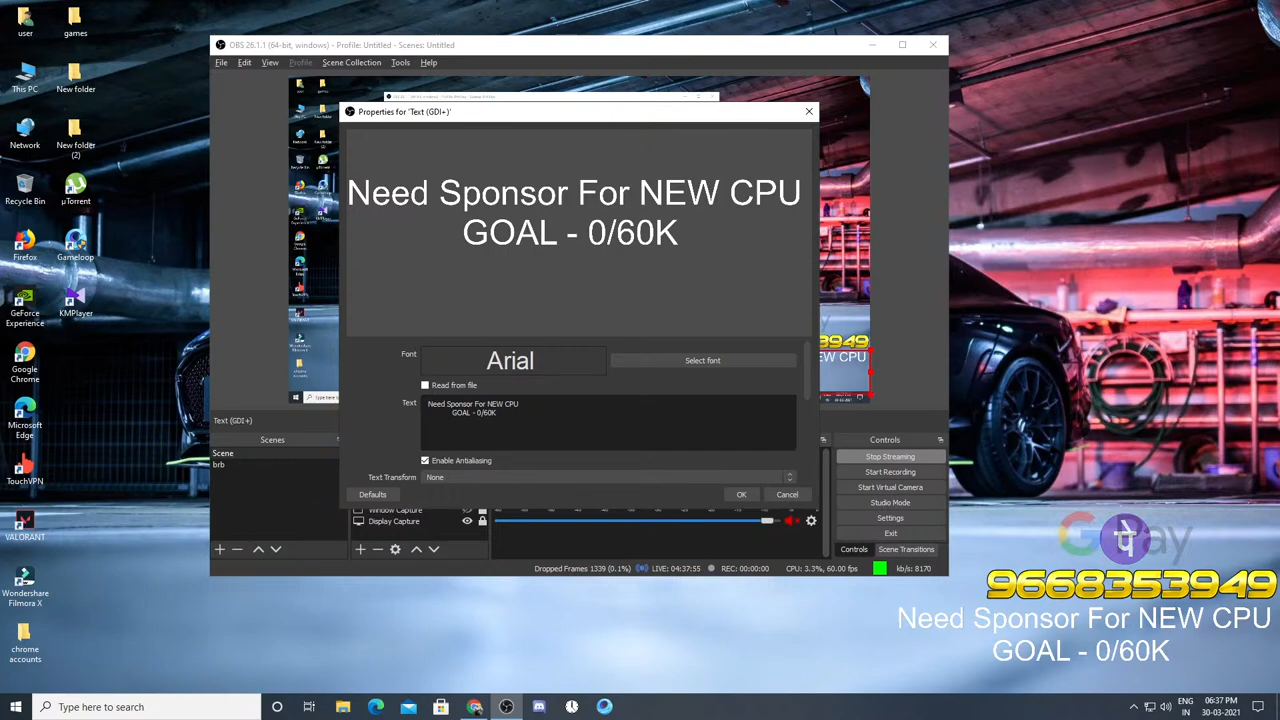 user
games
This PC
New folder
Network
New folder
(2)
Recycle Bin
µTorrent
Firefox
Gameloop
GeForce
Experience
KMPlayer
Google
Chrome
Microsoft
Edge
TouchVPN
VALORANT
Wondershare
Filmora X
chrome
accounts
OBS 26.1.1 (64-bit, windows) - Profile: Untitled - Scenes: Untitled
File Edit View Profile Scene Collection Tools Help
Properties for 'Text (GDI+)'
Need Sponsor For NEW CPU
GOAL - 0/60K
Font
Arial
Select font
Read from file
Text
Need Sponsor For NEW CPU
GOAL - 0/60K
Enable Antialiasing
Text Transform
None
Defaults
OK
Cancel
EW CPU
Text (GDI+)
Scenes
Scene
brb
Window Capture
Display Capture
Controls
Stop Streaming
Start Recording
Start Virtual Camera
Studio Mode
Settings
Exit
Controls
Scene Transitions
Dropped Frames 1339 (0.1%)
LIVE: 04:37:55
REC: 00:00:00
CPU: 3.3%, 60.00 fps
kb/s: 8170
G Pay
पे
9668353949
Need Sponsor For NEW CPU
GOAL - 0/60K
Type here to search
ENG
IN
06:37 PM
30-03-2021